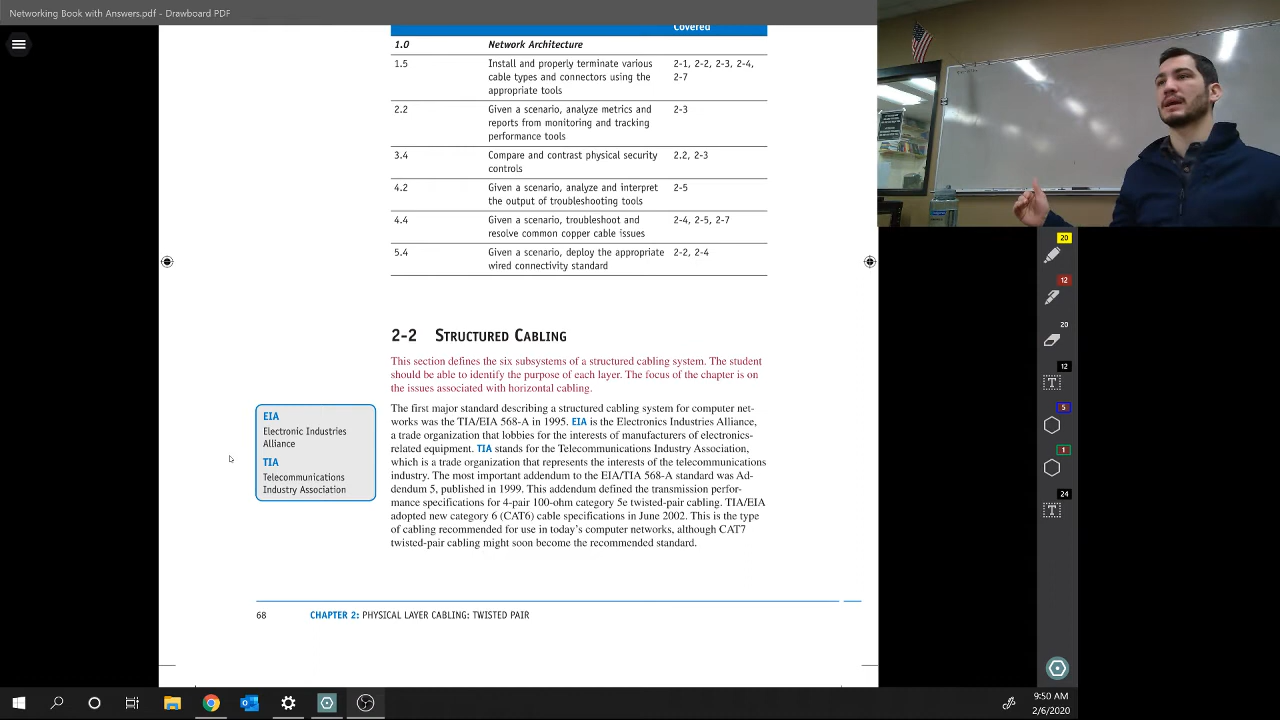 Networking Book with Answers.pdf - Drawboard PDF
Covered
1.0 Network Architecture
1.5 Install and properly terminate various 2-1, 2-2, 2-3, 2-4,
cable types and connectors using the 2-7
appropriate tools
2.2 Given a scenario, analyze metrics and 2-3
reports from monitoring and tracking
performance tools
3.4 Compare and contrast physical security 2.2, 2-3
controls
4.2 Given a scenario, analyze and interpret 2-5
the output of troubleshooting tools
4.4 Given a scenario, troubleshoot and 2-4, 2-5, 2-7
resolve common copper cable issues
5.4 Given a scenario, deploy the appropriate 2-2, 2-4
wired connectivity standard
2-2 STRUCTURED CABLING
This section defines the six subsystems of a structured cabling system. The student
should be able to identify the purpose of each layer. The focus of the chapter is on
the issues associated with horizontal cabling.
EIA
Electronic Industries
Alliance
TIA
Telecommunications
Industry Association
The first major standard describing a structured cabling system for computer net-
works was the TIA/EIA 568-A in 1995. EIA is the Electronics Industries Alliance,
a trade organization that lobbies for the interests of manufacturers of electronics-
related equipment. TIA stands for the Telecommunications Industry Association,
which is a trade organization that represents the interests of the telecommunications
industry. The most important addendum to the EIA/TIA 568-A standard was Ad-
dendum 5, published in 1999. This addendum defined the transmission perfor-
mance specifications for 4-pair 100-ohm category 5e twisted-pair cabling. TIA/EIA
adopted new category 6 (CAT6) cable specifications in June 2002. This is the type
of cabling recommended for use in today's computer networks, although CAT7
twisted-pair cabling might soon become the recommended standard.
68 CHAPTER 2: PHYSICAL LAYER CABLING: TWISTED PAIR
20
12
20
12
T
5
1
24
T
9:50 AM
2/6/2020